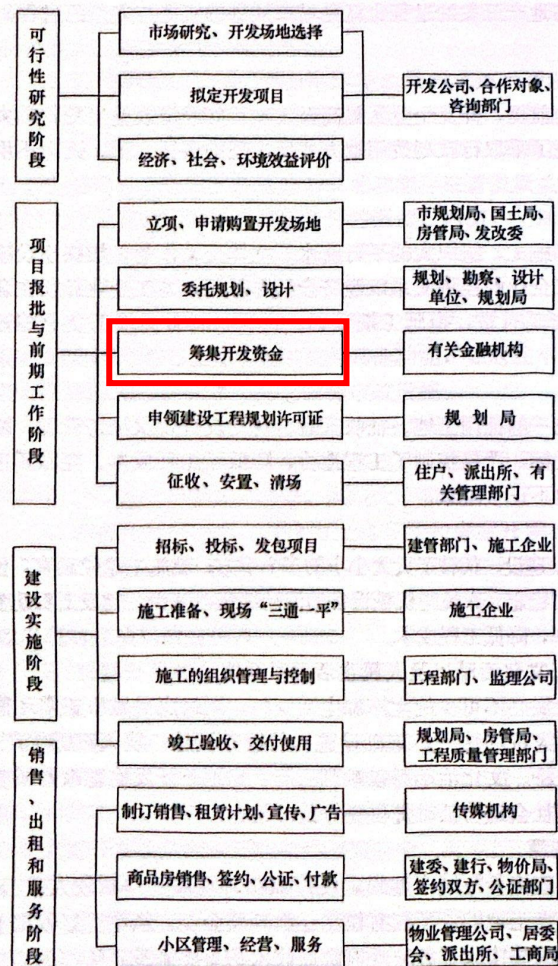 可行性研究阶段
市场研究、开发场地选择
拟定开发项目
经济、社会、环境效益评价
开发公司、合作对象、
咨询部门
项目报批与前期工作阶段
立项、申请购置开发场地
市规划局、国土局、
房管局、发改委
委托规划、设计
规划、勘察、设计
单位、规划局
筹集开发资金
有关金融机构
申领建设工程规划许可证
规划局
征收、安置、清场
住户、派出所、有
关管理部门
建设实施阶段
招标、投标、发包项目
建管部门、施工企业
施工准备、现场“三通一平”
施工企业
施工的组织管理与控制
工程部门、监理公司
竣工验收、交付使用
规划局、房管局、
工程质量管理部门
销售、出租和服务阶段
制订销售、租赁计划、宣传、广告
传媒机构
商品房销售、签约、公证、付款
建委、建行、物价局、
签约双方、公证部门
小区管理、经营、服务
物业管理公司、居委
会、派出所、工商局